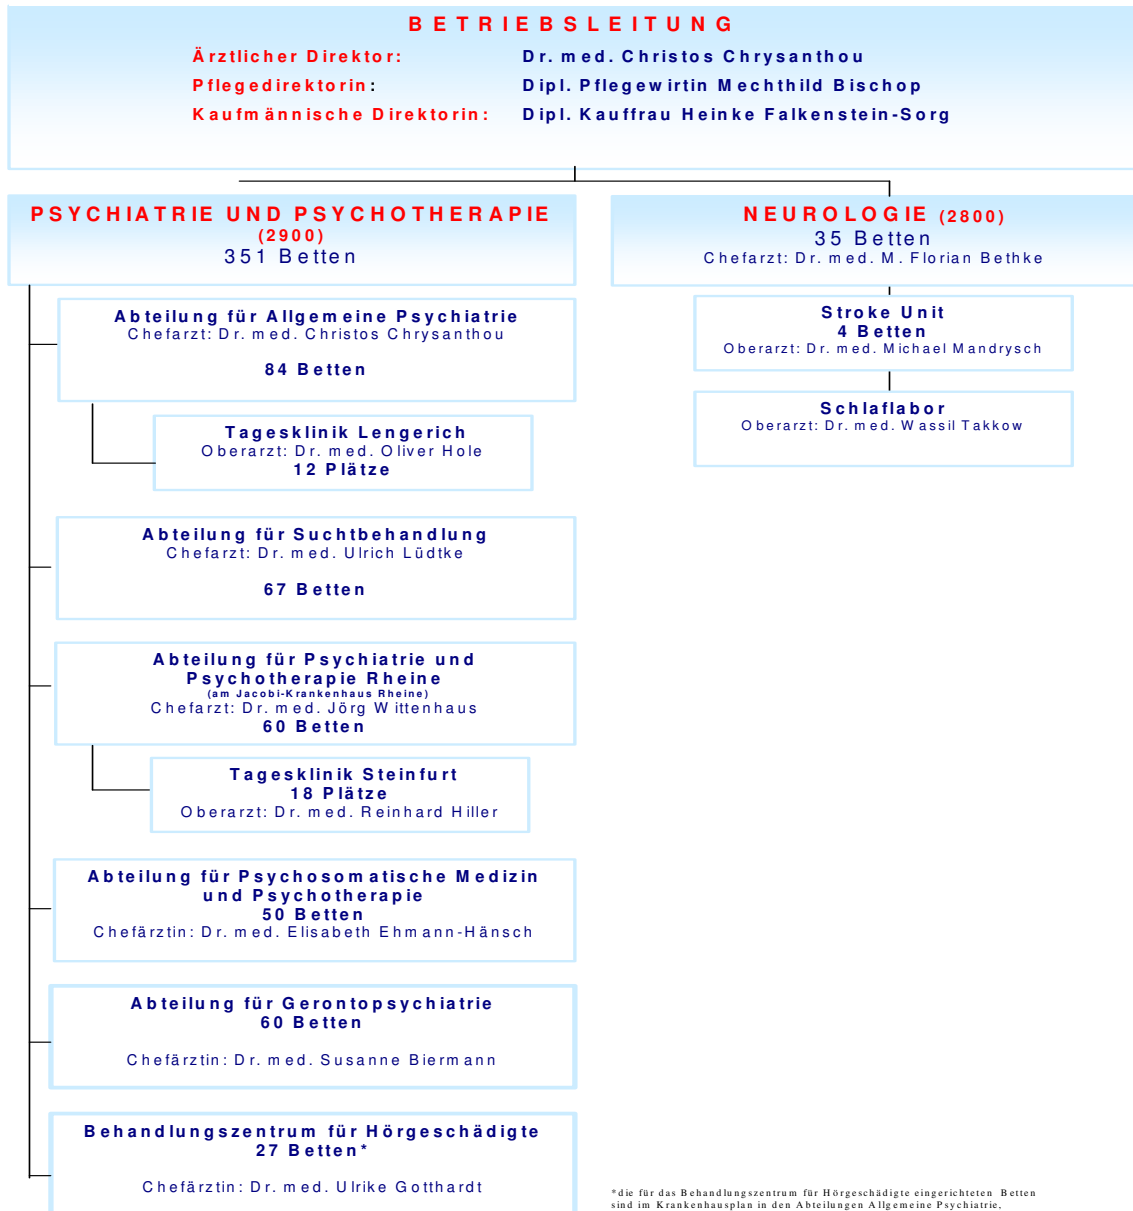 BETRIEBSLEITUNG
Ärztlicher Direktor: Dr. med. Christos Chrysanthou
Pflegedirektorin: Dipl. Pflegewirtin Mechthild Bischop
Kaufmännische Direktorin: Dipl. Kauffrau Heinke Falkenstein-Sorg
PSYCHIATRIE UND PSYCHOTHERAPIE
(2900)
351 Betten
Abteilung für Allgemeine Psychiatrie
Chefarzt: Dr. med. Christos Chrysanthou
84 Betten
Tagesklinik Lengerich
Oberarzt: Dr. med. Oliver Hole
12 Plätze
Abteilung für Suchtbehandlung
Chefarzt: Dr. med. Ulrich Lüdtke
67 Betten
Abteilung für Psychiatrie und
Psychotherapie Rheine
(am Jacobi-Krankenhaus Rheine)
Chefarzt: Dr. med. Jörg Wittenhaus
60 Betten
Tagesklinik Steinfurt
18 Plätze
Oberarzt: Dr. med. Reinhard Hiller
Abteilung für Psychosomatische Medizin
und Psychotherapie
50 Betten
Chefärztin: Dr. med. Elisabeth Ehmann-Hänsch
Abteilung für Gerontopsychiatrie
60 Betten
Chefärztin: Dr. med. Susanne Biermann
Behandlungszentrum für Hörgeschädigte
27 Betten*
Chefärztin: Dr. med. Ulrike Gotthardt
NEUROLOGIE (2800)
35 Betten
Chefarzt: Dr. med. M. Florian Bethke
Stroke Unit
4 Betten
Oberarzt: Dr. med. Michael Mandrysch
Schlaflabor
Oberarzt: Dr. med. Wassil Takkow
*die für das Behandlungszentrum für Hörgeschädigte eingerichteten Betten
sind im Krankenhausplan in den Abteilungen Allgemeine Psychiatrie,